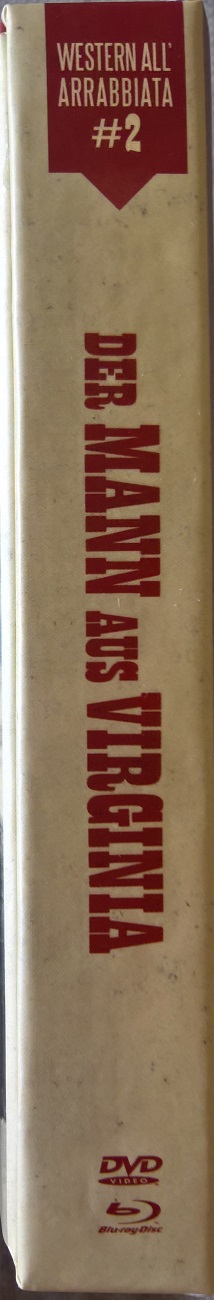 WESTERN ALL'
ARRABBIATA
#2
DER MANN AUS VIRGINIA
DVD
VIDEO
Blu-ray Disc